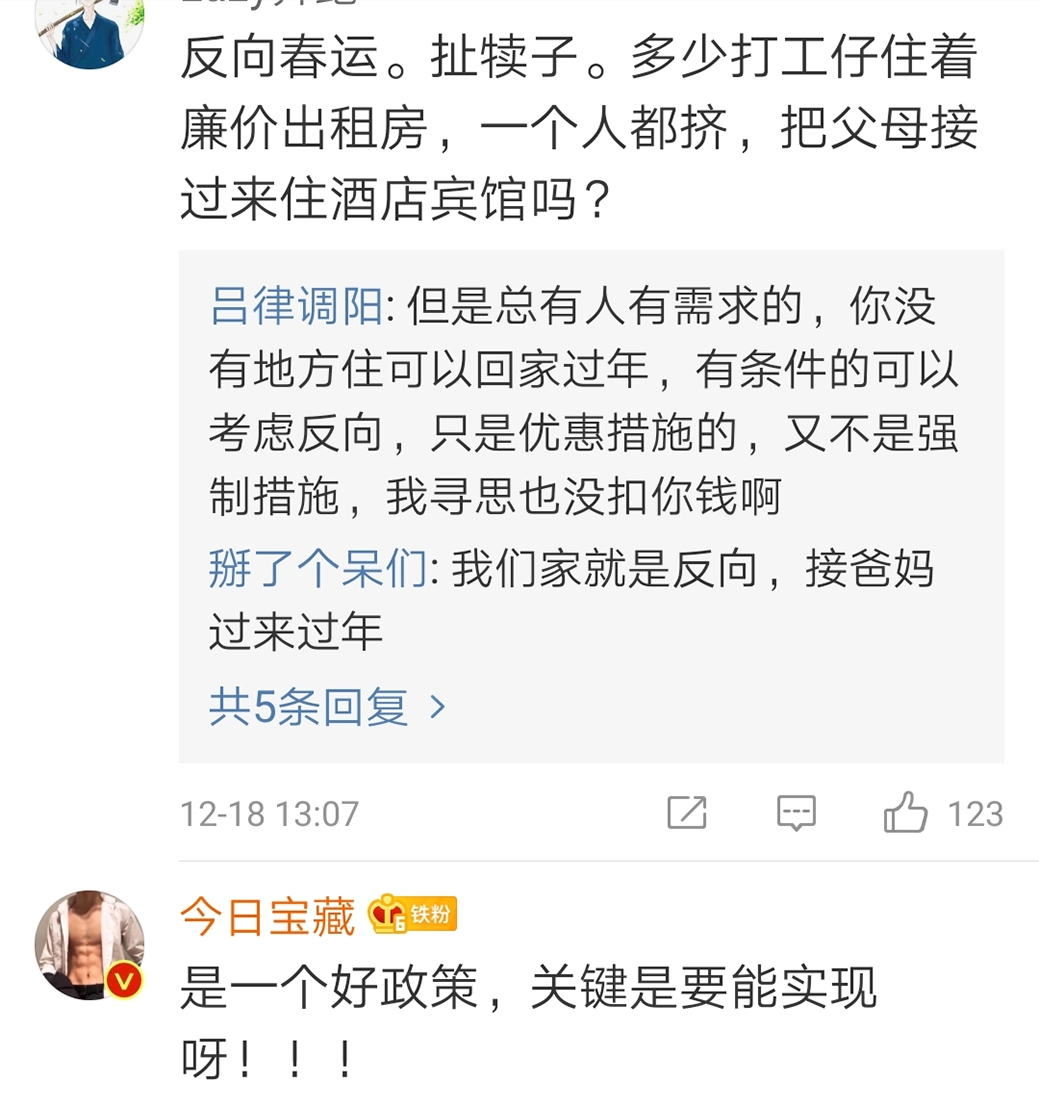 反向春运。扯犊子。多少打工仔住着
廉价出租房，一个人都挤，把父母接
过来住酒店宾馆吗？
吕律调阳: 但是总有人有需求的，你没
有地方住可以回家过年，有条件的可以
考虑反向，只是优惠措施的，又不是强
制措施，我寻思也没扣你钱啊
掰了个呆们: 我们家就是反向，接爸妈
过来过年
共5条回复 >
12-18 13:07 123
今日宝藏 6 铁粉
是一个好政策，关键是要能实现
呀！！！